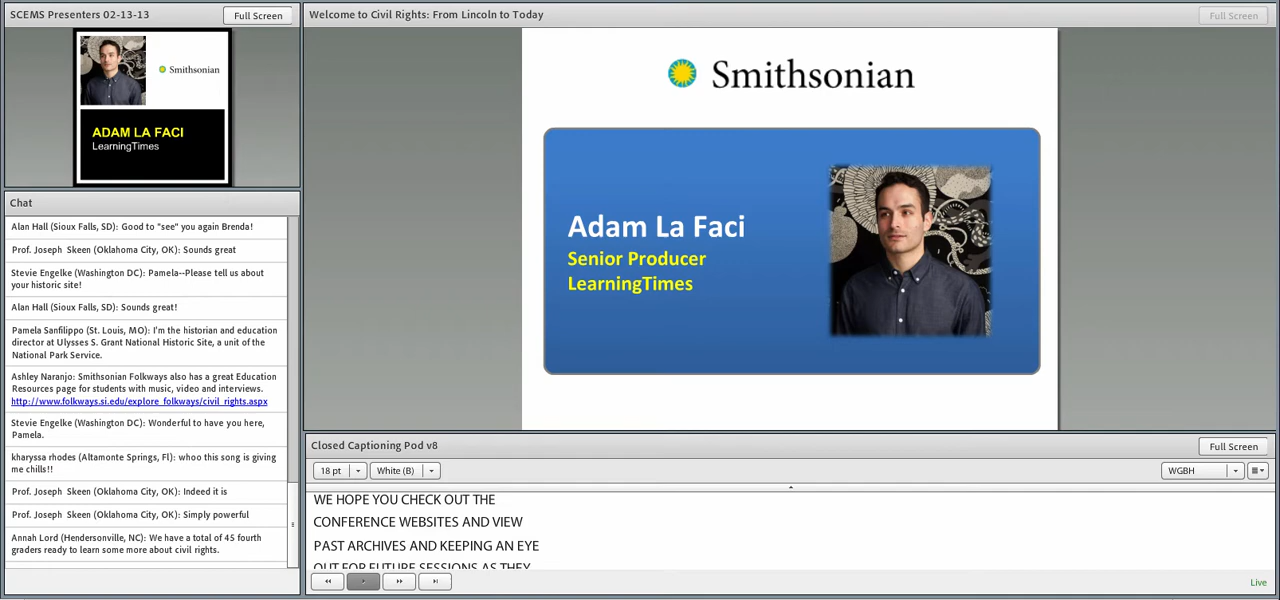 SCEMS Presenters 02-13-13
Full Screen
Smithsonian
ADAM LA FACI
LearningTimes
Chat
Alan Hall (Sioux Falls, SD): Good to "see" you again Brenda!
Prof. Joseph Skeen (Oklahoma City, OK): Sounds great
Stevie Engelke (Washington DC): Pamela--Please tell us about
your historic site!
Alan Hall (Sioux Falls, SD): Sounds great!
Pamela Sanfilippo (St. Louis, MO): I'm the historian and education
director at Ulysses S. Grant National Historic Site, a unit of the
National Park Service.
Ashley Naranjo: Smithsonian Folkways also has a great Education
Resources page for students with music, video and interviews.
http://www.folkways.si.edu/explore_folkways/civil_rights.aspx
Stevie Engelke (Washington DC): Wonderful to have you here,
Pamela.
kharyssa rhodes (Altamonte Springs, Fl): whoo this song is giving
me chills!!
Prof. Joseph Skeen (Oklahoma City, OK): Indeed it is
Prof. Joseph Skeen (Oklahoma City, OK): Simply powerful
Annah Lord (Hendersonville, NC): We have a total of 45 fourth
graders ready to learn some more about civil rights.
Welcome to Civil Rights: From Lincoln to Today
Full Screen
Smithsonian
Adam La Faci
Senior Producer
LearningTimes
Closed Captioning Pod v8
Full Screen
18 pt
White (B)
WGBH
WE HOPE YOU CHECK OUT THE
CONFERENCE WEBSITES AND VIEW
PAST ARCHIVES AND KEEPING AN EYE
OUT FOR FUTURE SESSIONS AS THEY
Live